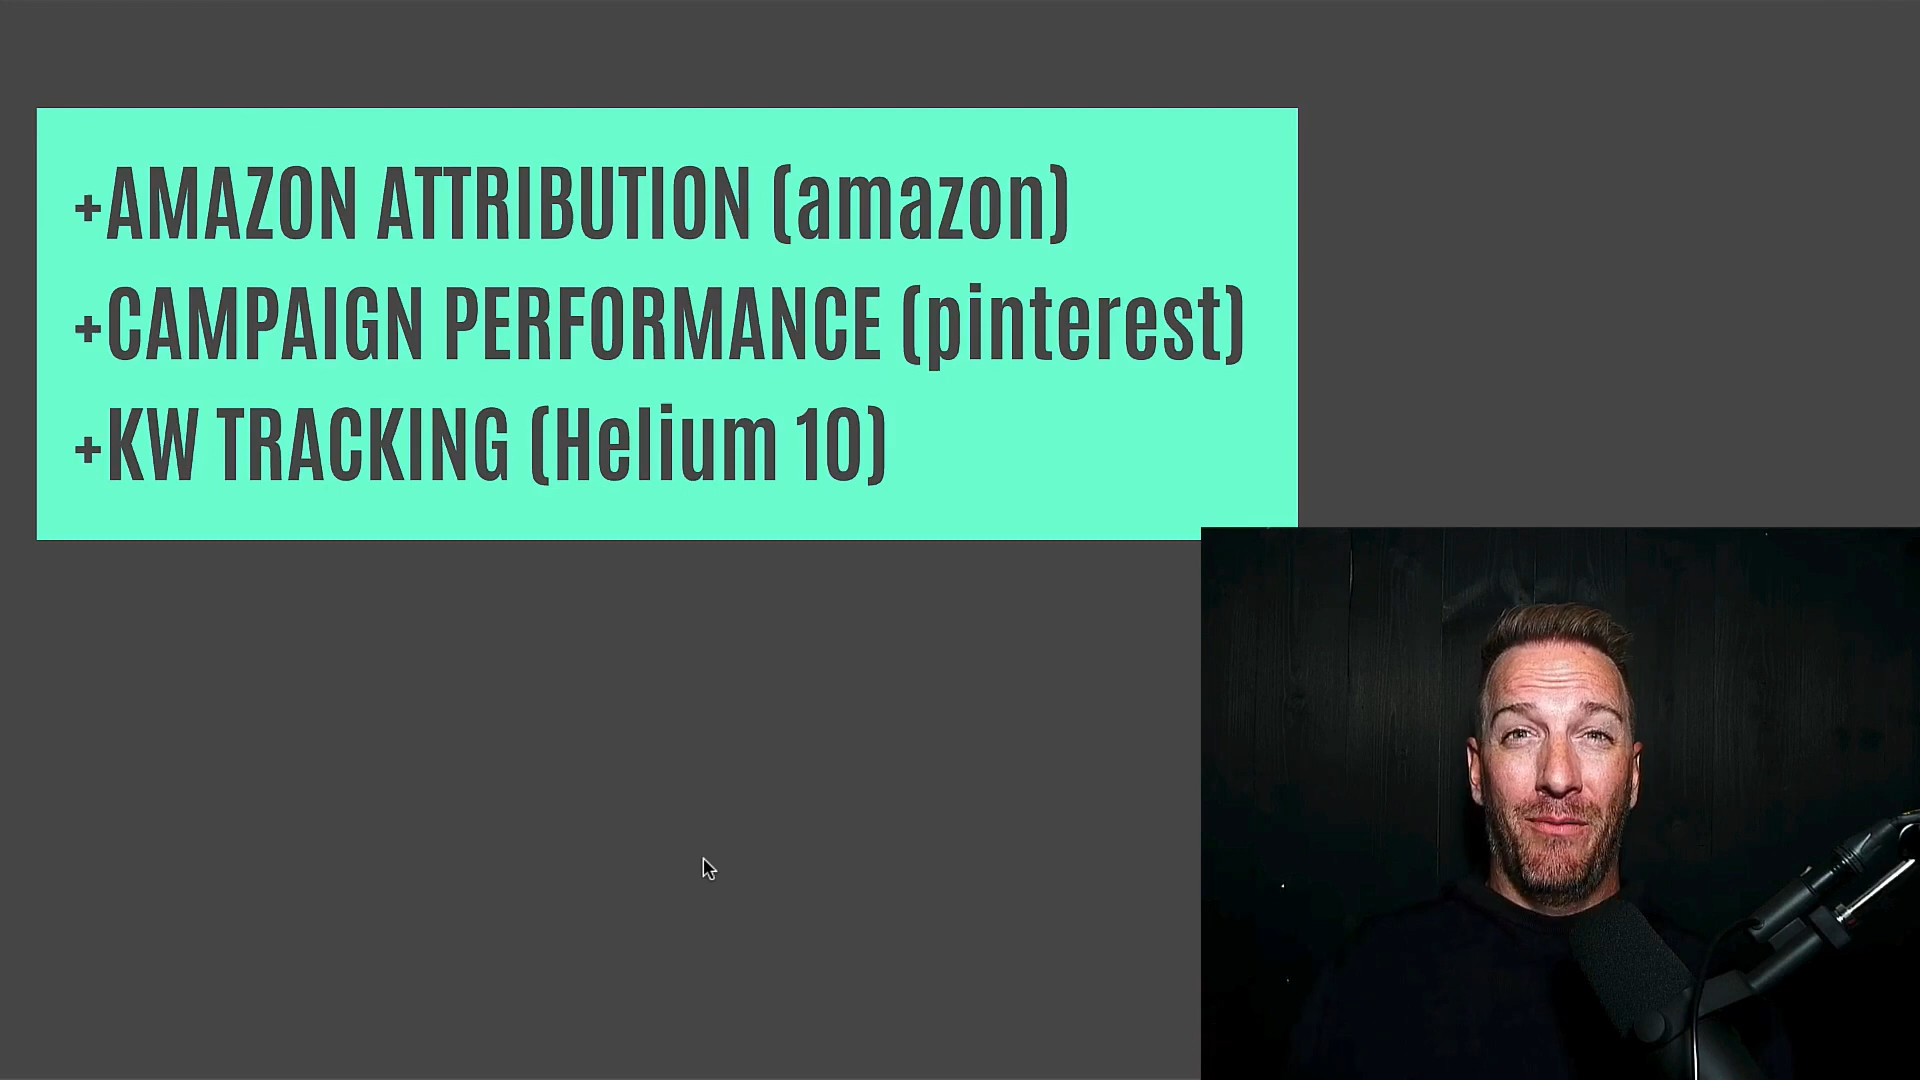 +AMAZON ATTRIBUTION (amazon)
+CAMPAIGN PERFORMANCE (pinterest)
+KW TRACKING (Helium 10)